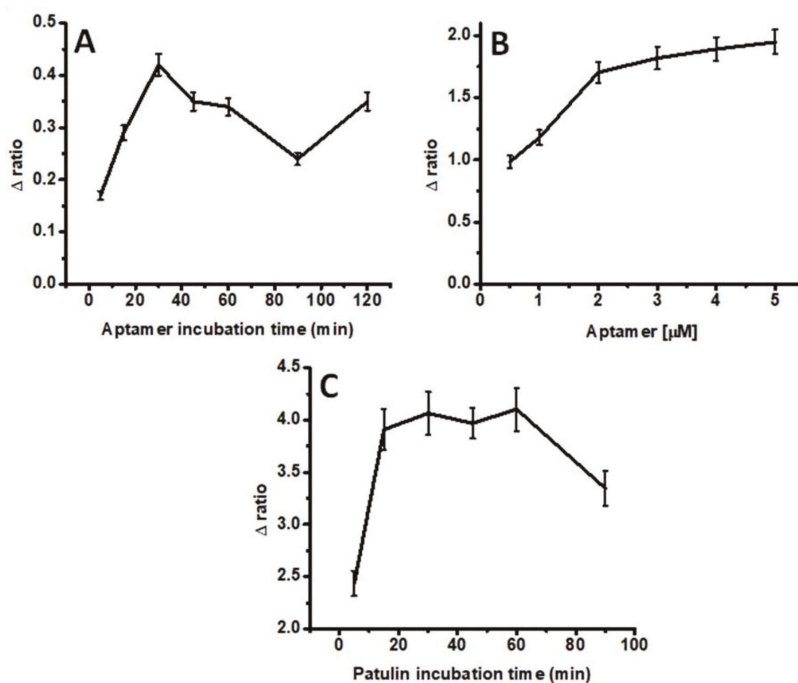 A
0.5
0.4
0.3
0.2
0.1
0.0
Δ ratio
0 20 40 60 80 100 120
Aptamer incubation time (min)
B
2.0
1.5
1.0
0.5
0.0
Δ ratio
0 1 2 3 4 5
Aptamer [µM]
C
4.5
4.0
3.5
3.0
2.5
2.0
Δ ratio
0 20 40 60 80 100
Patulin incubation time (min)